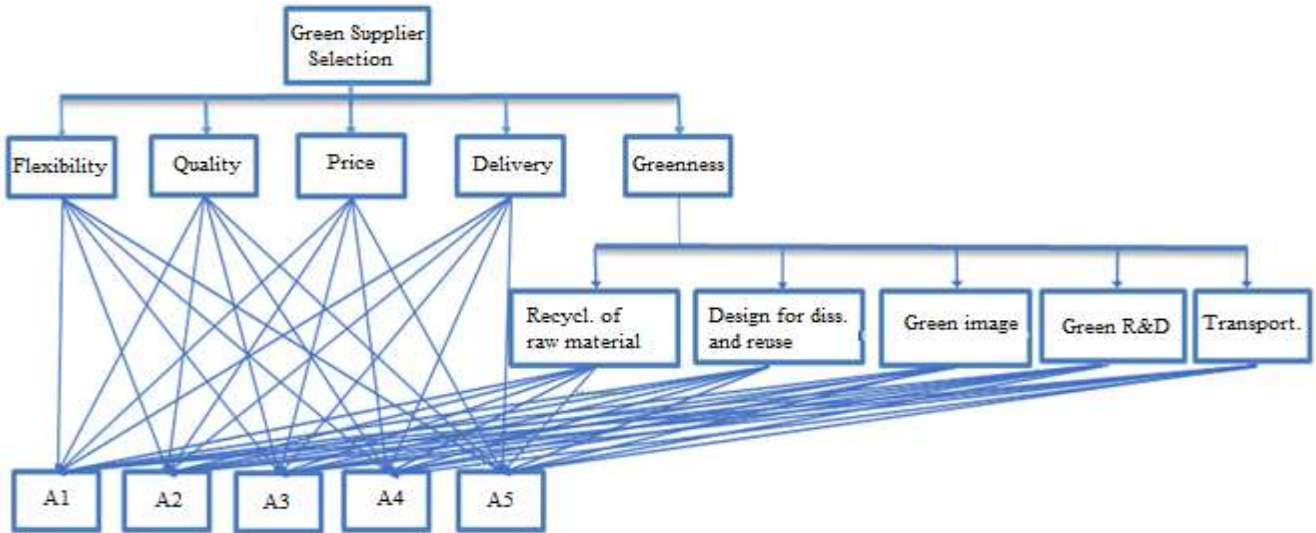 Green Supplier
Selection
Flexibility
Quality
Price
Delivery
Greenness
Recycl. of
raw material
Design for diss.
and reuse
Green image
Green R&D
Transport.
A1
A2
A3
A4
A5